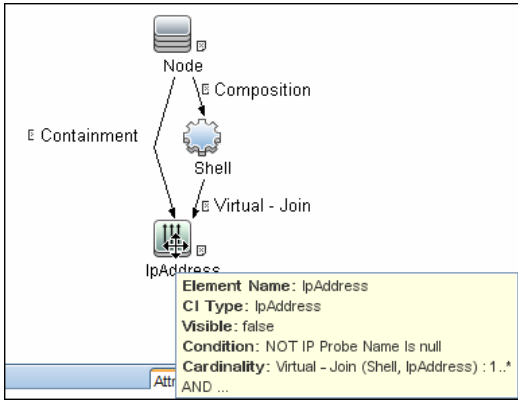 Node
Composition
Containment
Shell
Virtual - Join
IpAddress
Element Name: IpAddress
CI Type: IpAddress
Visible: false
Condition: NOT IP Probe Name Is null
Cardinality: Virtual - Join (Shell, IpAddress) : 1..*
AND ...
Attr